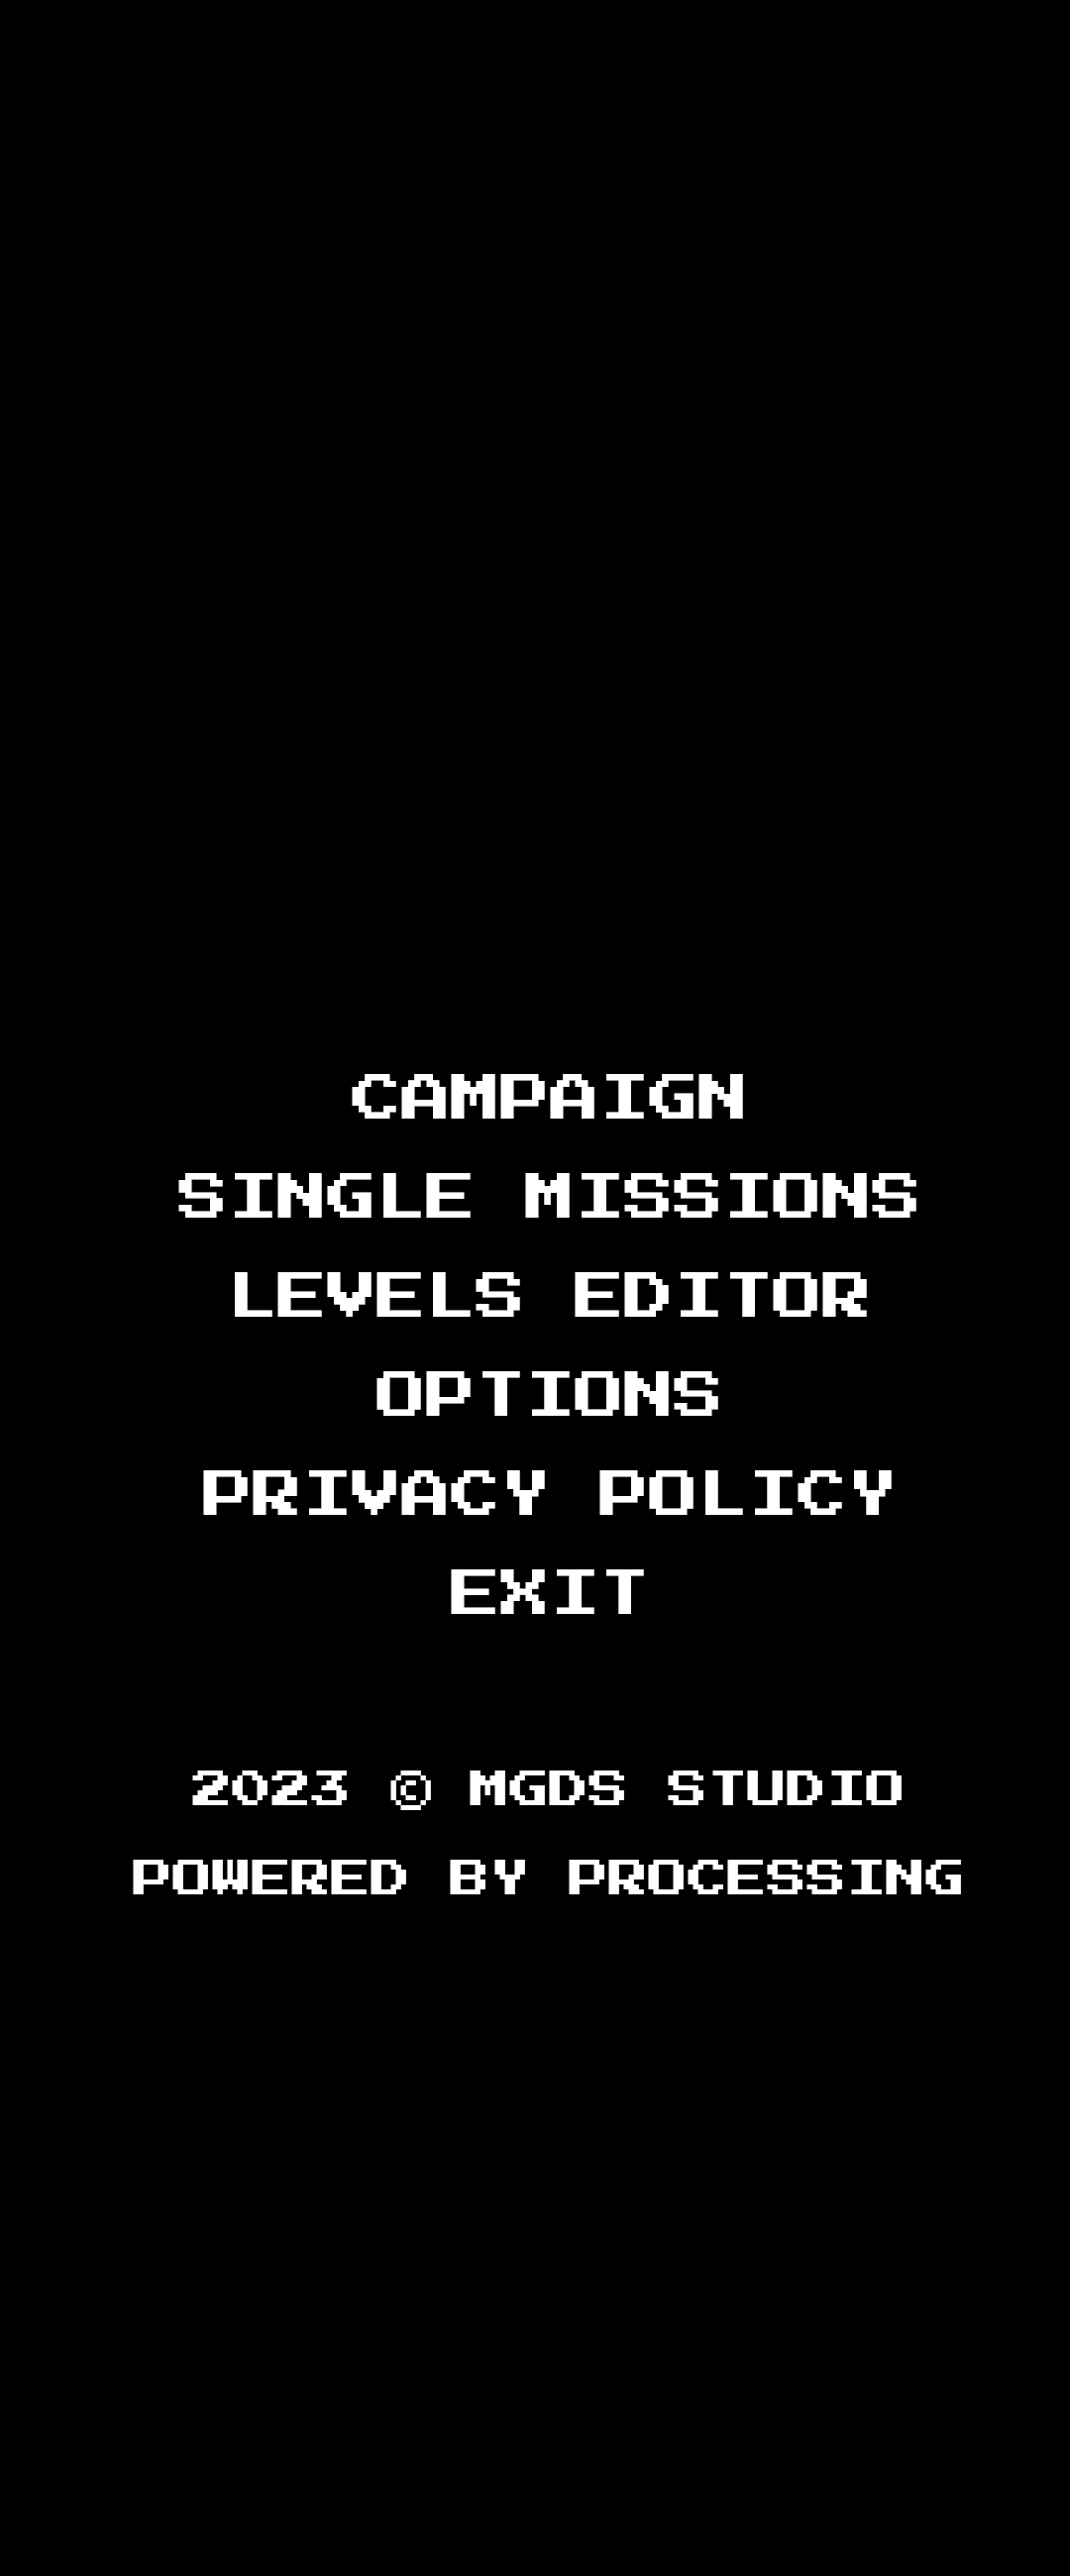 CAMPAIGN
SINGLE MISSIONS
LEVELS EDITOR
OPTIONS
PRIVACY POLICY
EXIT
2023 © MGDS STUDIO
POWERED BY PROCESSING